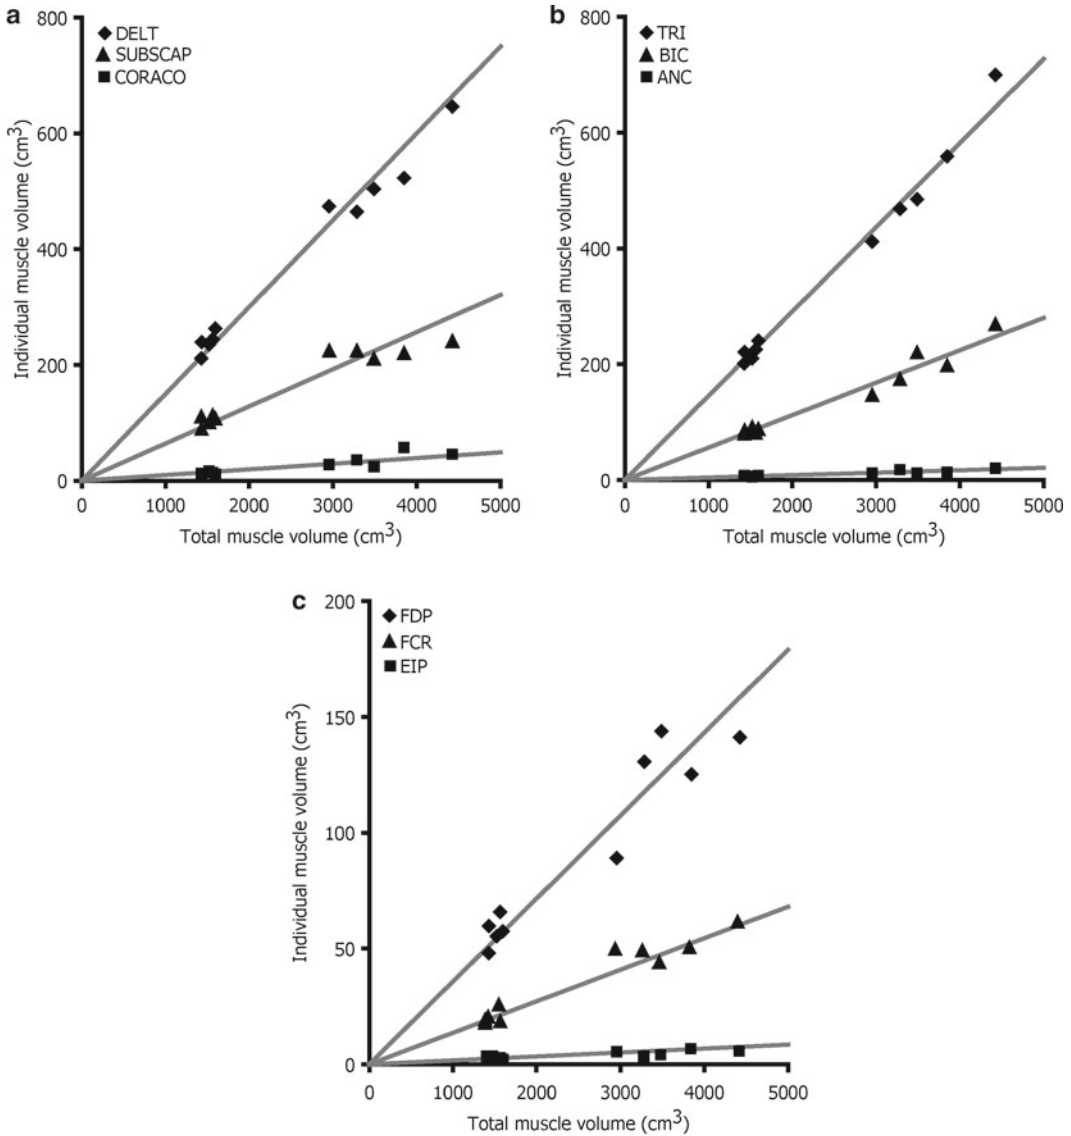 a
DELT
SUBSCAP
CORACO
800
600
400
200
0
Individual muscle volume (cm³)
0 1000 2000 3000 4000 5000
Total muscle volume (cm³)
b
TRI
BIC
ANC
800
600
400
200
0
Individual muscle volume (cm³)
0 1000 2000 3000 4000 5000
Total muscle volume (cm³)
c
FDP
FCR
EIP
200
150
100
50
0
Individual muscle volume (cm³)
0 1000 2000 3000 4000 5000
Total muscle volume (cm³)